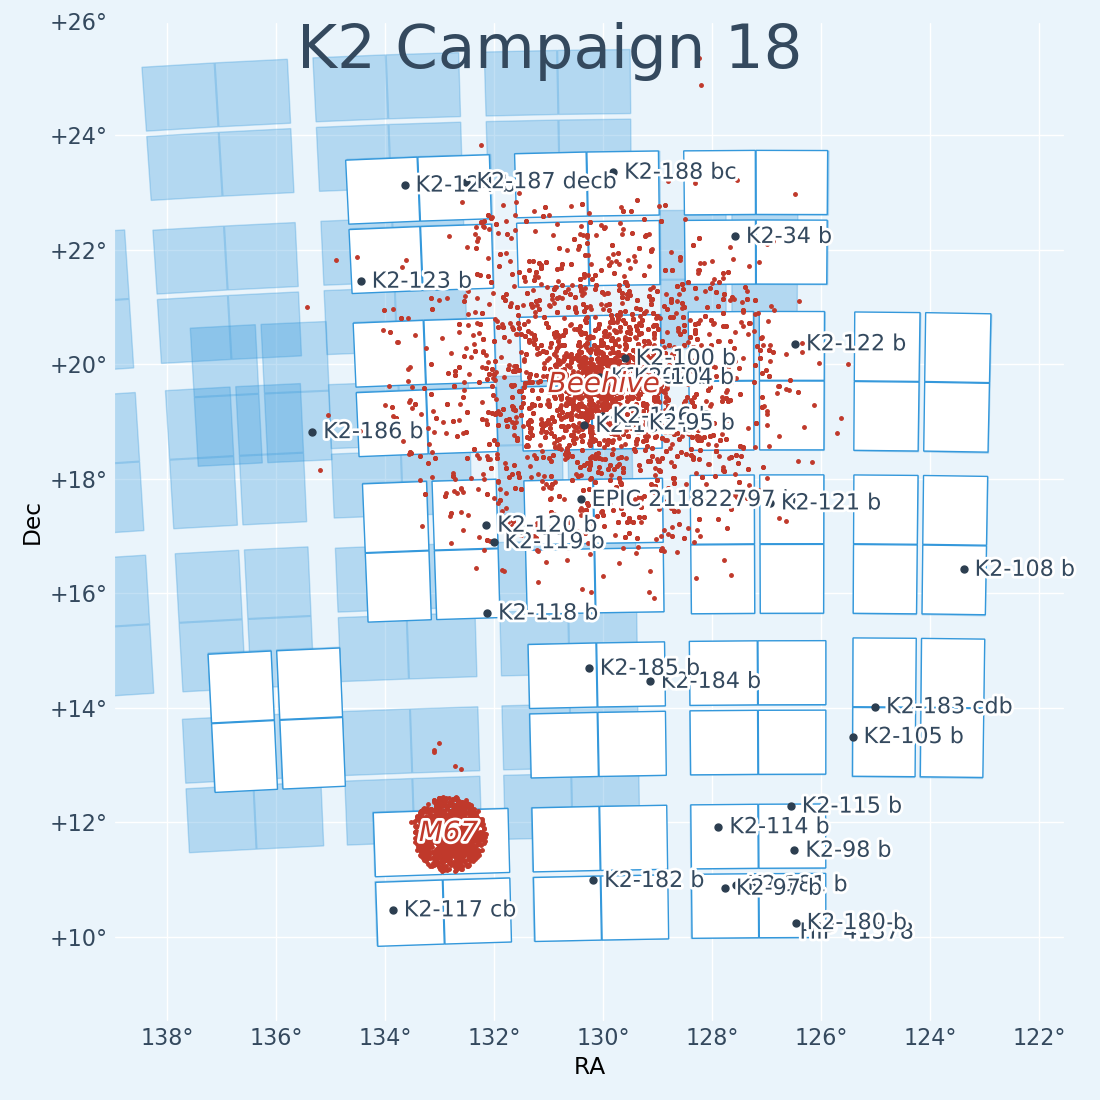 K2 Campaign 18
+26°
+24°
+22°
+20°
+18°
+16°
+14°
+12°
+10°
Dec
K2-187 decb
K2-188 bc
K2-34 b
K2-123 b
K2-122 b
K2-100 b
K2-104 b
Beehive
K2-95 b
K2-186 b
EPIC 211822797 b
K2-121 b
K2-120 b
K2-119 b
K2-108 b
K2-118 b
K2-185 b
K2-184 b
K2-183 cdb
K2-105 b
K2-115 b
K2-114 b
M67
K2-98 b
K2-182 b
K2-97 b
K2-117 cb
K2-180 b
HIP 41378
138° 136° 134° 132° 130° 128° 126° 124° 122°
RA